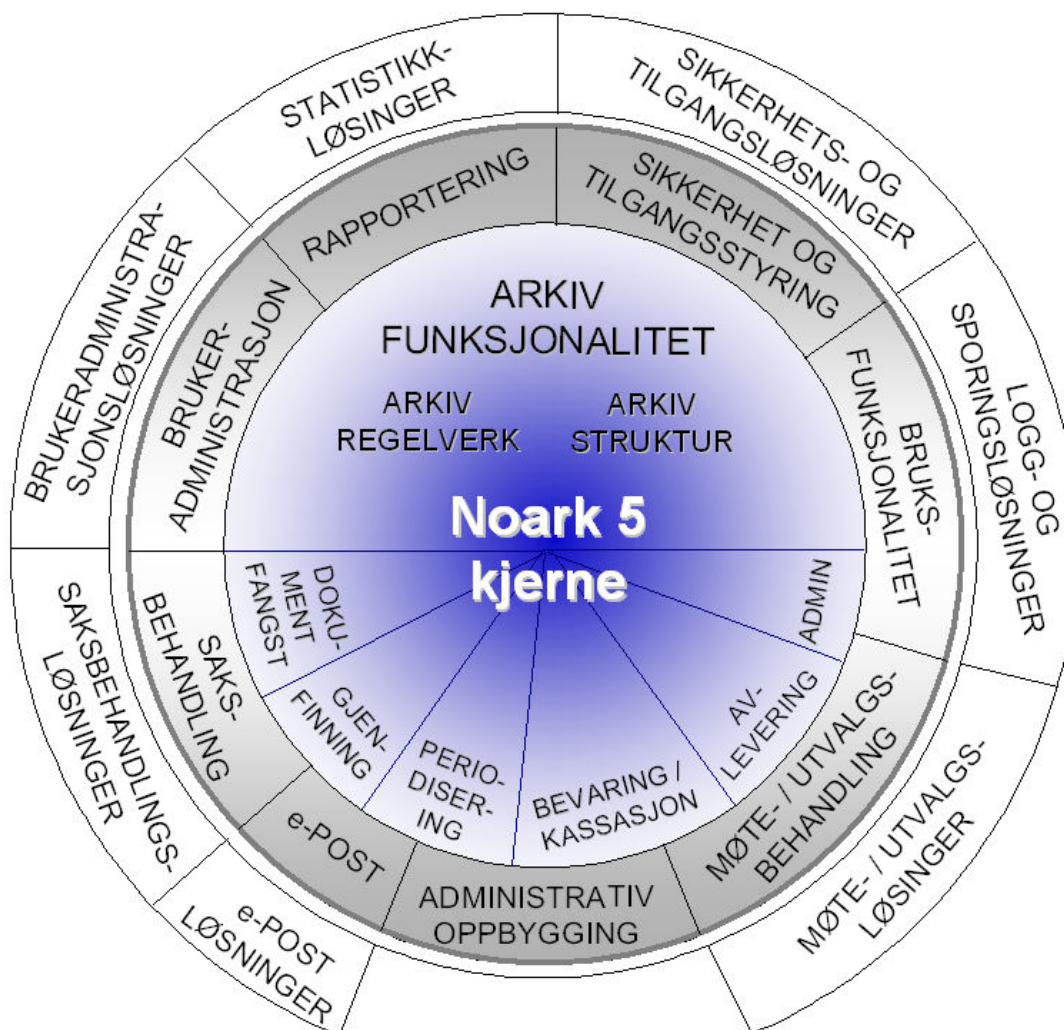 STATISTIKK-
LØSINGER
SIKKERHETS- OG
TILGANGSLØSNINGER
LOGG- OG
SPORINGSLØSNINGER
MØTE- / UTVALGS-
LØSINGER
e-POST
LØSNINGER
SAKSBEHANDLINGS-
LØSNINGER
BRUKERADMINISTRA-
SJONSLØSNINGER
RAPPORTERING
SIKKERHET OG
TILGANGSSTYRING
BRUKS-
FUNKSJONALITET
MØTE- / UTVALGS-
BEHANDLING
ADMINISTRATIV
OPPBYGGING
e-POST
SAKS-
BEHANDLING
BRUKER-
ADMINISTRASJON
ARKIV
FUNKSJONALITET
ARKIV
REGELVERK
ARKIV
STRUKTUR
Noark 5
kjerne
DOKU-
MENT
FANGST
GJEN-
FINNING
PERIO-
DISER-
ING
BEVARING /
KASSASJON
AV-
LEVERING
ADMIN